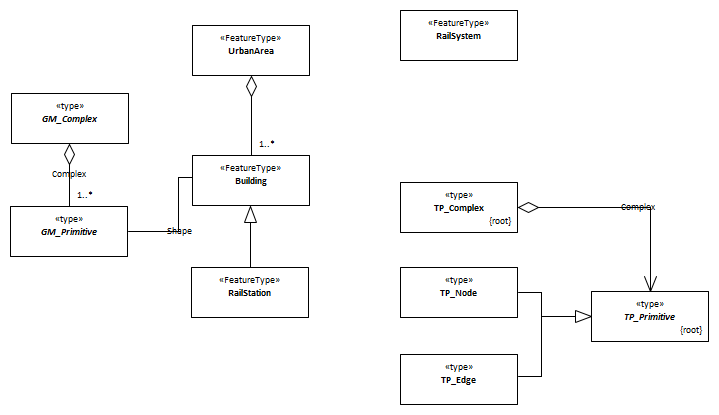 «FeatureType»
UrbanArea
«FeatureType»
RailSystem
«type»
GM_Complex
Complex
1..*
1..*
«FeatureType»
Building
«type»
GM_Primitive
Shape
«type»
TP_Complex
{root}
Complex
«FeatureType»
RailStation
«type»
TP_Node
«type»
TP_Primitive
{root}
«type»
TP_Edge